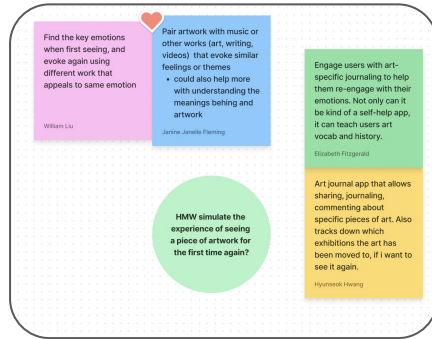 Find the key emotions
when first seeing, and
evoke again using
different work that
appeals to same emotion
William Liu
Pair artwork with music or
other works (art, writing,
videos) that evoke similar
feelings or themes
• could also help more
with understanding the
meanings behing and
artwork
Janine Janelle Fleming
Engage users with art-
specific journaling to help
them re-engage with their
emotions. Not only can it
be kind of a self-help app,
it can teach users art
vocab and history.
Elizabeth Fitzgerald
HMW simulate the
experience of seeing
a piece of artwork for
the first time again?
Art journal app that allows
sharing, journaling,
commenting about
specific pieces of art. Also
tracks down which
exhibitions the art has
been moved to, if i want to
see it again.
Hyunseok Hwang